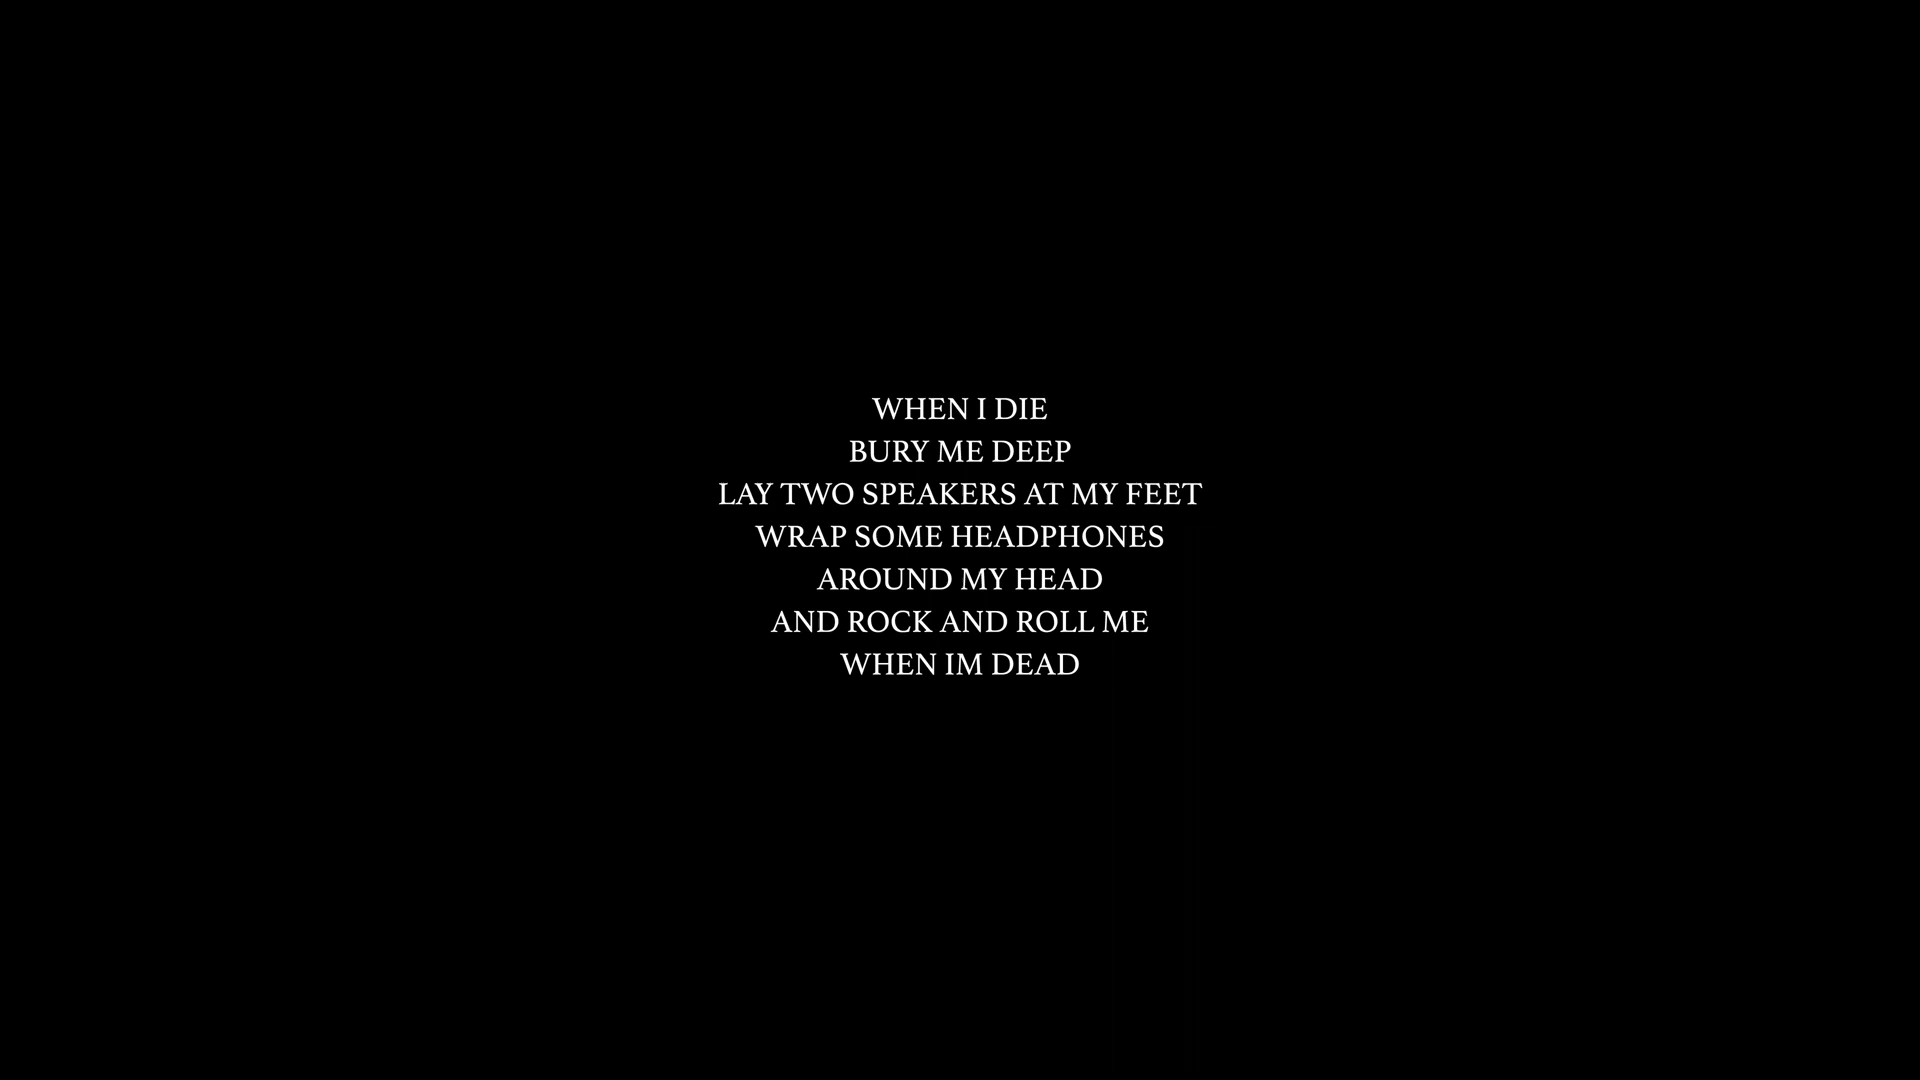 WHEN I DIE
BURY ME DEEP
LAY TWO SPEAKERS AT MY FEET
WRAP SOME HEADPHONES
AROUND MY HEAD
AND ROCK AND ROLL ME
WHEN IM DEAD